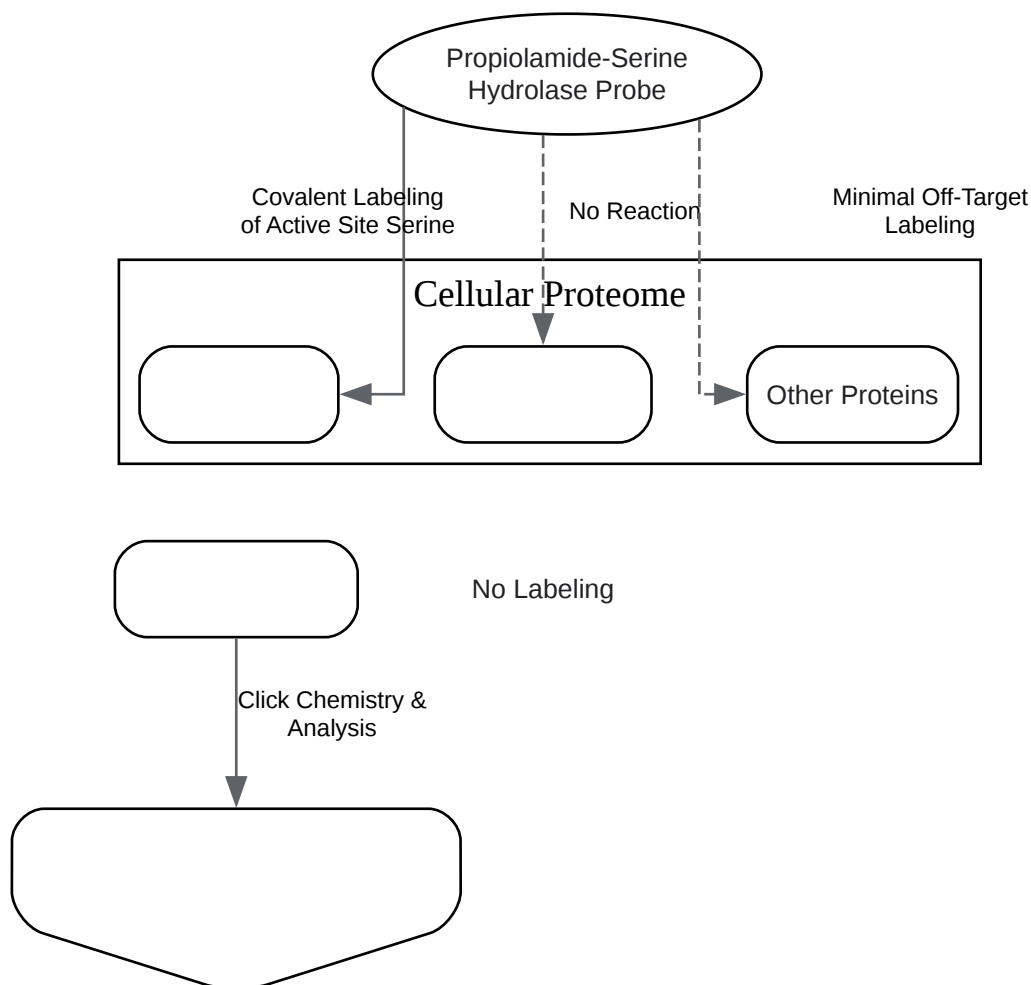 Propiolamide-Serine
Hydrolase Probe
Covalent Labeling
of Active Site Serine
No Reaction
Minimal Off-Target
Labeling
Cellular Proteome
Other Proteins
No Labeling
Click Chemistry &
Analysis